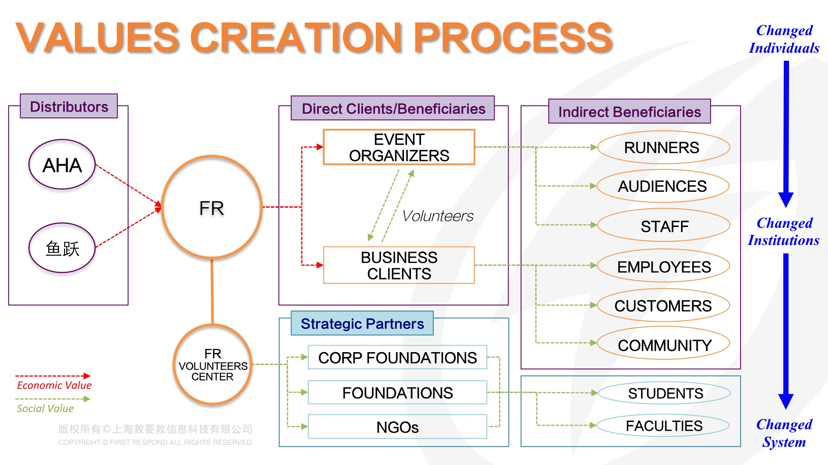 VALUES CREATION PROCESS
Changed
Individuals
Distributors
Direct Clients/Beneficiaries
Indirect Beneficiaries
AHA
鱼跃
FR
EVENT
ORGANIZERS
Volunteers
BUSINESS
CLIENTS
RUNNERS
AUDIENCES
STAFF
EMPLOYEES
CUSTOMERS
COMMUNITY
Changed
Institutions
FR
VOLUNTEERS
CENTER
Strategic Partners
CORP FOUNDATIONS
FOUNDATIONS
NGOs
STUDENTS
FACULTIES
Changed
System
Economic Value
Social Value
版权所有©上海救要救信息科技有限公司
COPYRIGHT © FIRST RESPOND ALL RIGHTS RESERVED